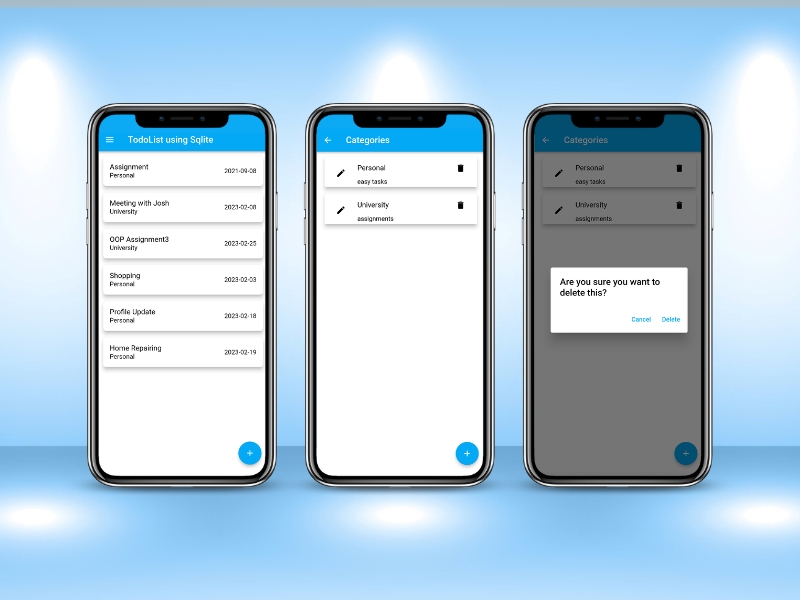 TodoList using Sqlite
Assignment
Personal
2021-09-08
Meeting with Josh
University
2023-02-08
OOP Assignment3
University
2023-02-25
Shopping
Personal
2023-02-03
Profile Update
Personal
2023-02-18
Home Repairing
Personal
2023-02-19
Categories
Personal
easy tasks
University
assignments
Categories
Personal
easy tasks
University
assignments
Are you sure you want to
delete this?
Cancel Delete